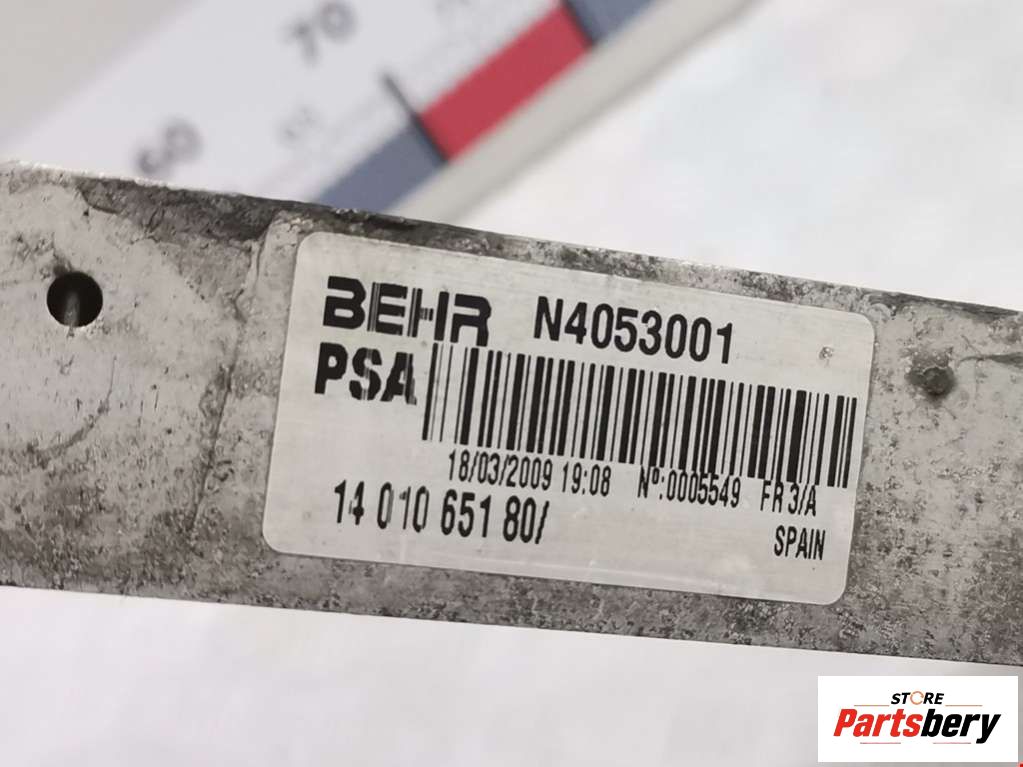 70
60
BEHR N4053001
PSA
18/03/2009 19:08 Nº:0005549 FR 3/A
14 010 651 80/
SPAIN
STORE
Partsbery